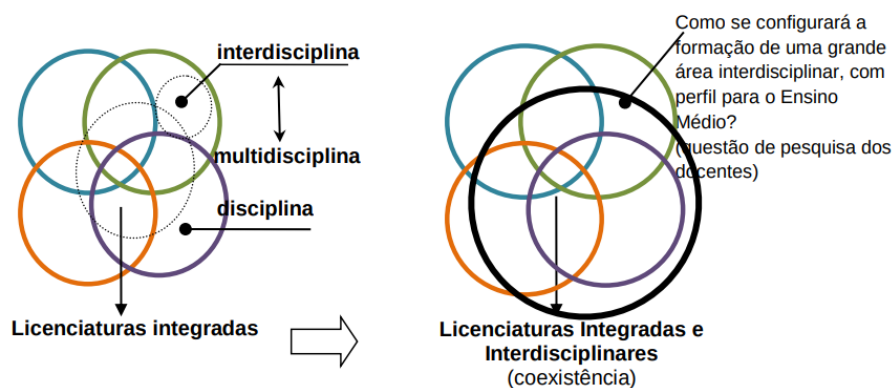 interdisciplina
multidisciplina
disciplina
Licenciaturas integradas
Como se configurará a
formação de uma grande
área interdisciplinar, com
perfil para o Ensino
Médio?
(questão de pesquisa dos
docentes)
Licenciaturas Integradas e
Interdisciplinares
(coexistência)